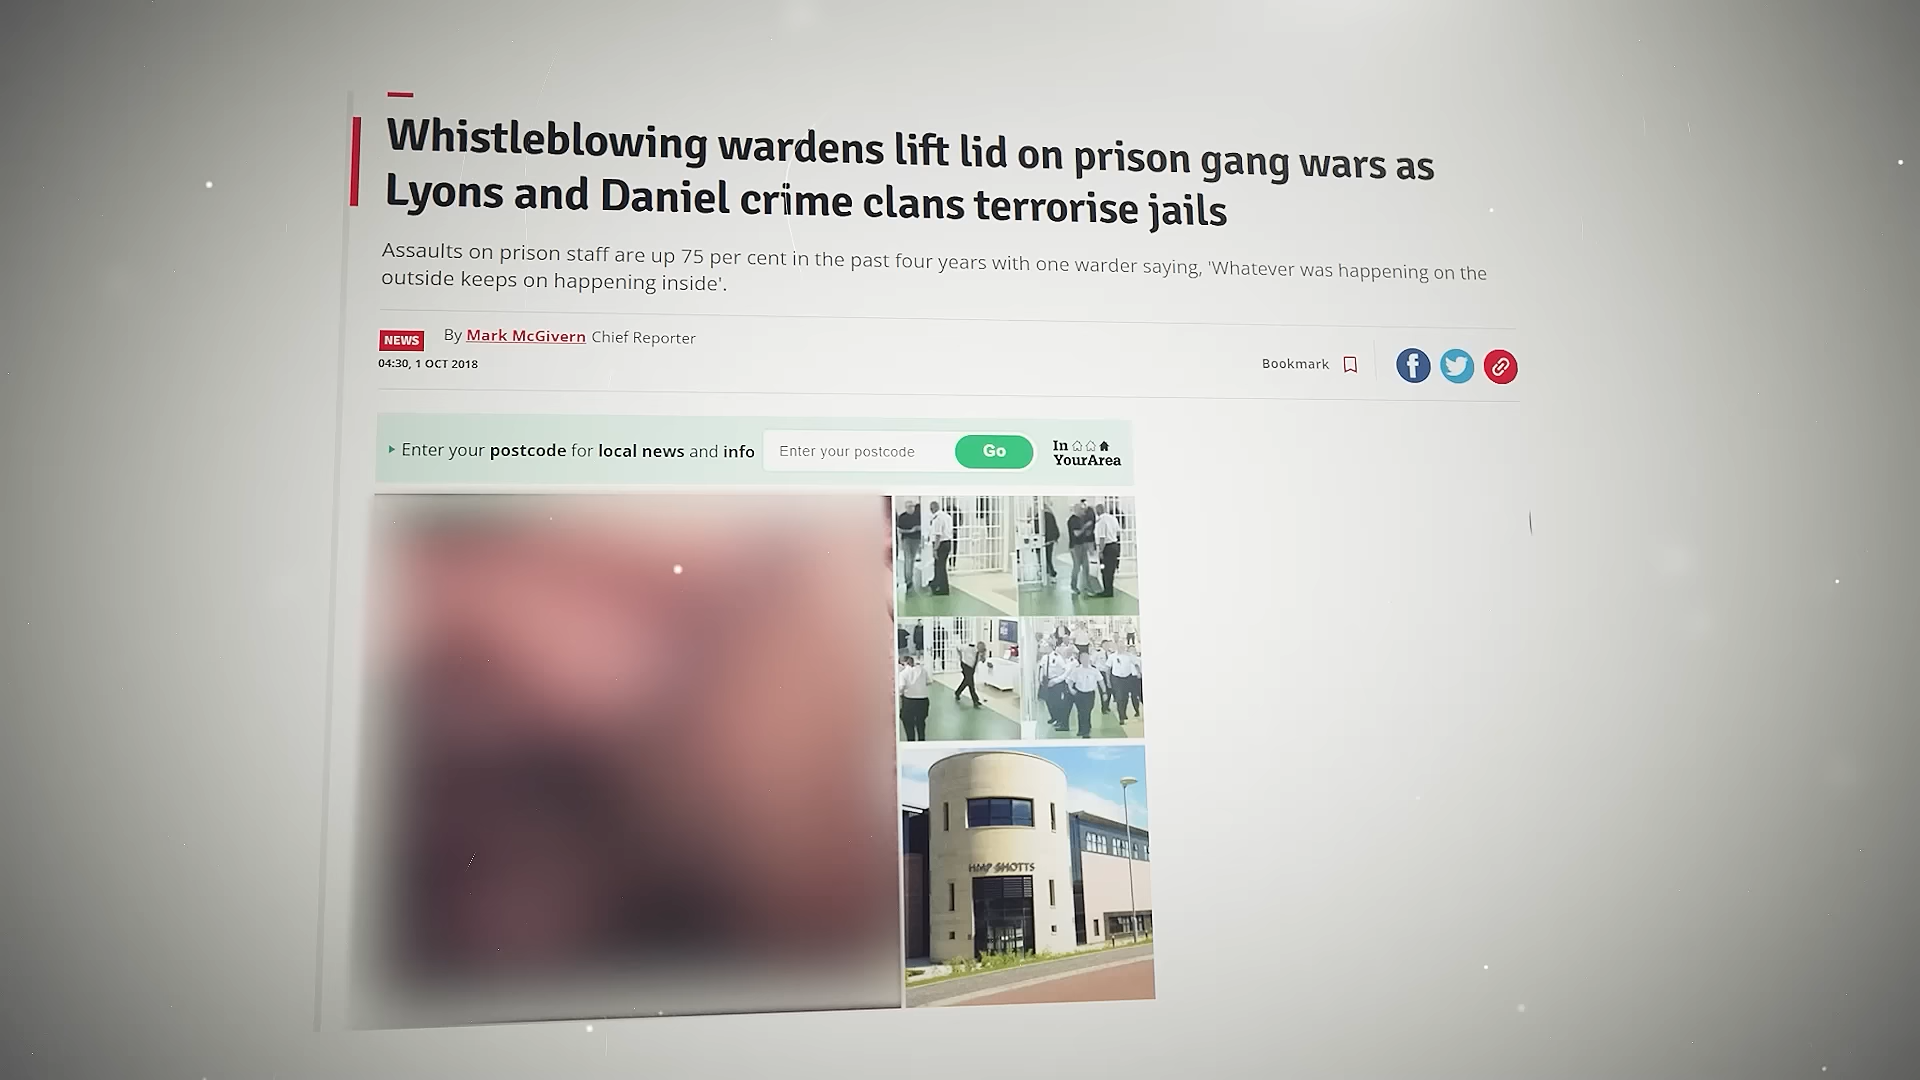 Whistleblowing wardens lift lid on prison gang wars as
Lyons and Daniel crime clans terrorise jails
Assaults on prison staff are up 75 per cent in the past four years with one warder saying, 'Whatever was happening on the
outside keeps on happening inside'.
NEWS
By Mark McGivern Chief Reporter
04:30, 1 OCT 2018
Bookmark
Enter your postcode for local news and info
Enter your postcode
Go
In
YourArea
HMP SHOTTS